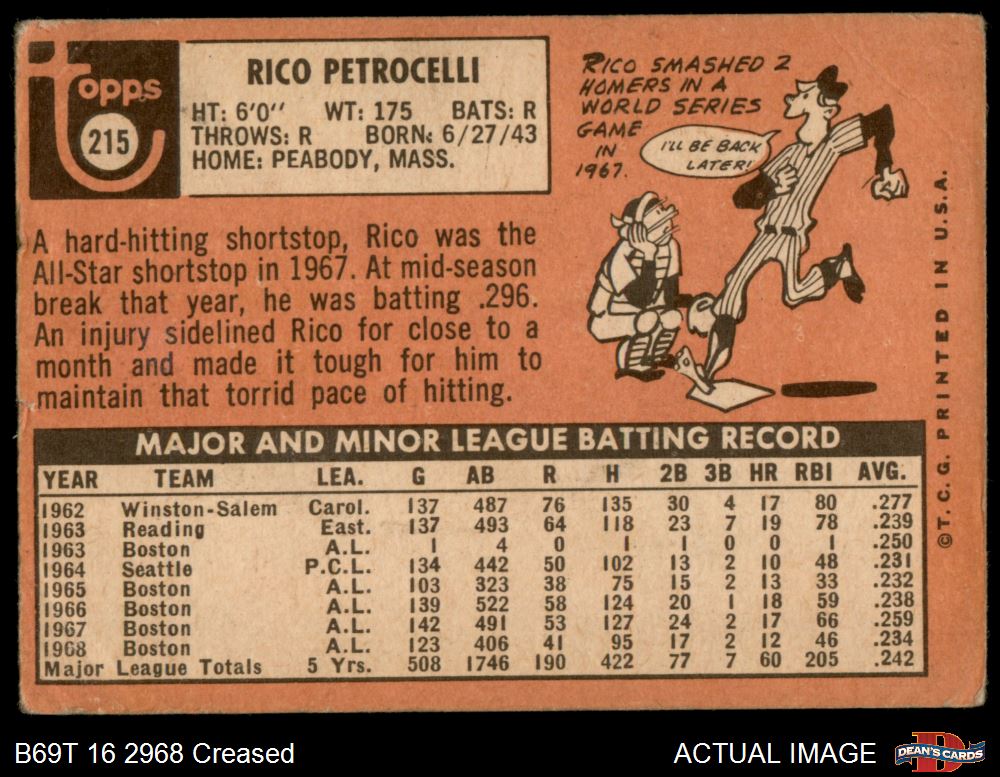 Topps
215
RICO PETROCELLI
HT: 6'0" WT: 175 BATS: R
THROWS: R BORN: 6/27/43
HOME: PEABODY, MASS.
RICO SMASHED 2
HOMERS IN A
WORLD SERIES
GAME
IN
1967.
I'LL BE BACK
LATER!
A hard-hitting shortstop, Rico was the
All-Star shortstop in 1967. At mid-season
break that year, he was batting .296.
An injury sidelined Rico for close to a
month and made it tough for him to
maintain that torrid pace of hitting.
©T.C.G. PRINTED IN U.S.A.
MAJOR AND MINOR LEAGUE BATTING RECORD
YEAR TEAM LEA. G AB R H 2B 3B HR RBI AVG.
1962 Winston-Salem Carol. 137 487 76 135 30 4 17 80 .277
1963 Reading East. 137 493 64 118 23 7 19 78 .239
1963 Boston A.L. 1 4 0 1 1 0 0 1 .250
1964 Seattle P.C.L. 134 442 50 102 13 2 10 48 .231
1965 Boston A.L. 103 323 38 75 15 2 13 33 .232
1966 Boston A.L. 139 522 58 124 20 1 18 59 .238
1967 Boston A.L. 142 491 53 127 24 2 17 66 .259
1968 Boston A.L. 123 406 41 95 17 2 12 46 .234
Major League Totals 5 Yrs. 508 1746 190 422 77 7 60 205 .242
B69T 16 2968 Creased
ACTUAL IMAGE
DEAN'S CARDS